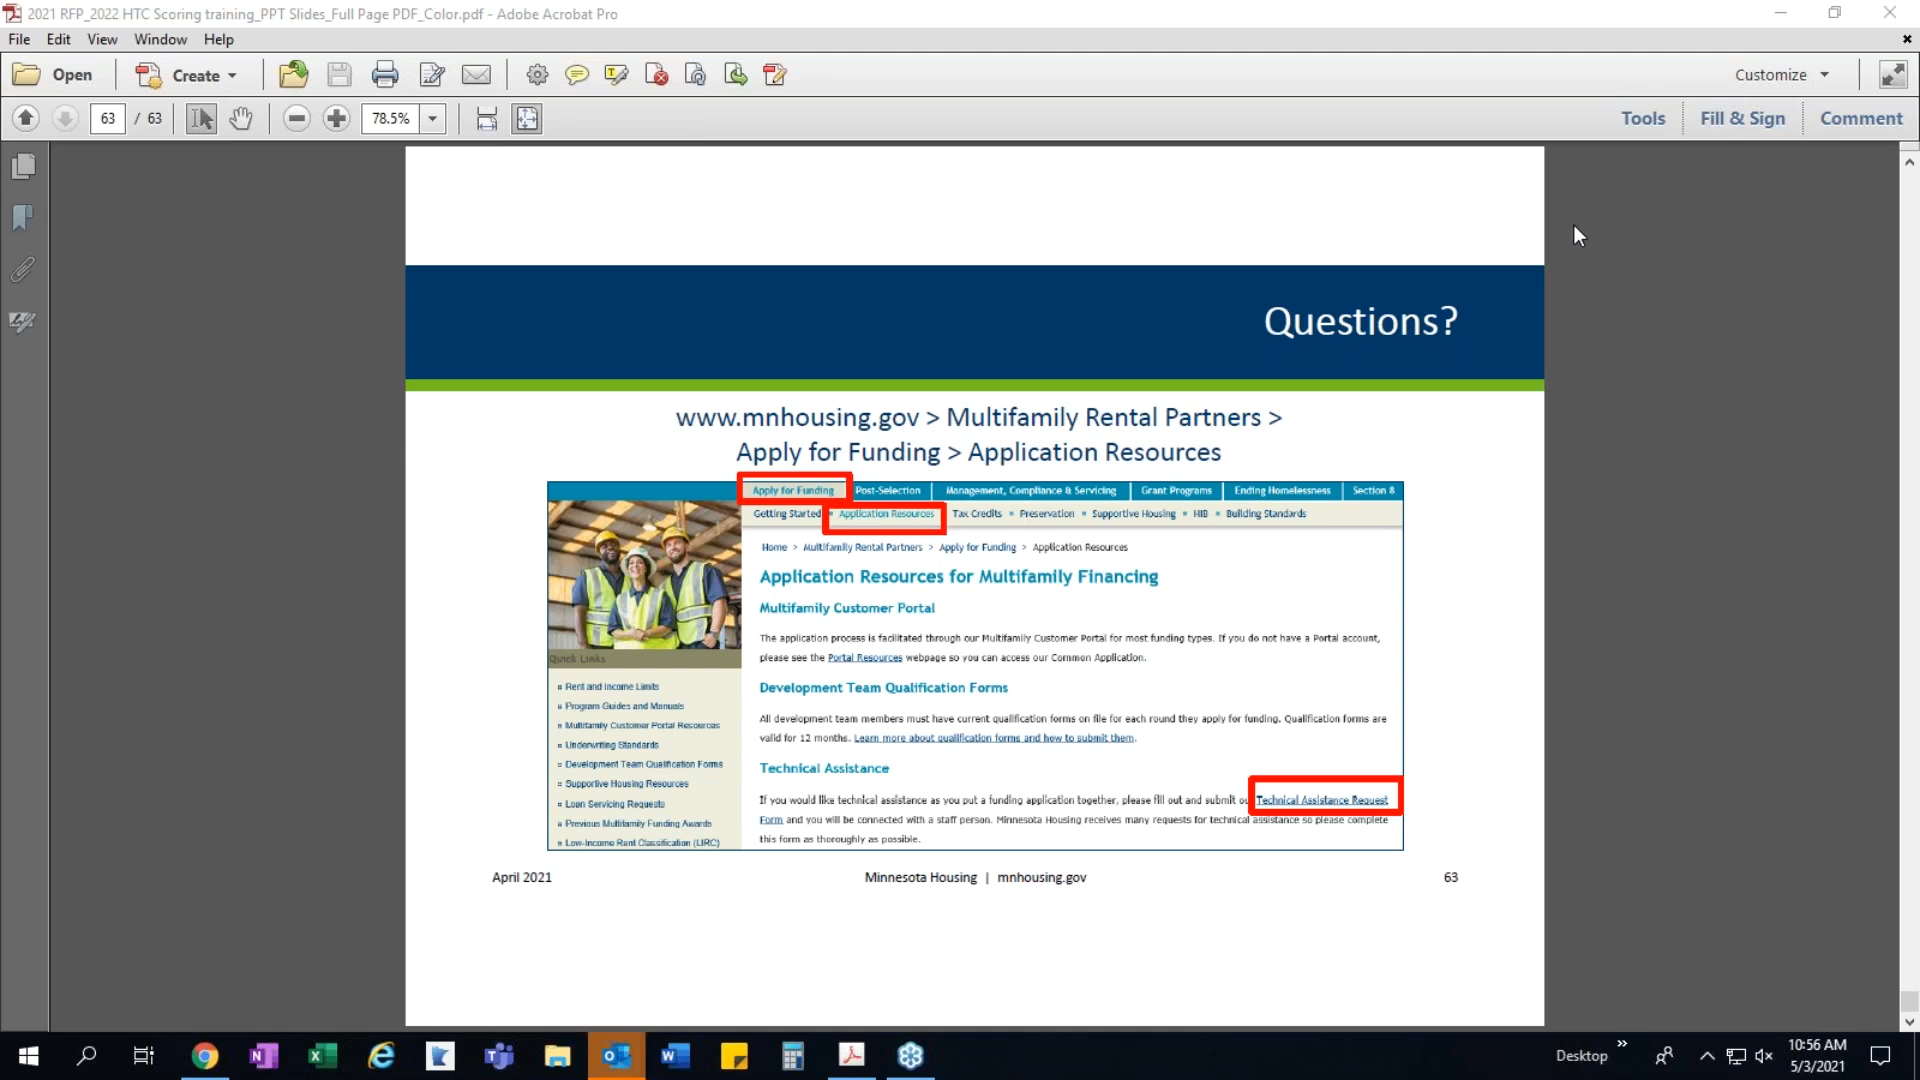 2021 RFP_2022 HTC Scoring training_PPT Slides_Full Page PDF_Color.pdf - Adobe Acrobat Pro
File Edit View Window Help
Open Create Customize
63 / 63 78.5% Tools Fill & Sign Comment
Questions?
www.mnhousing.gov > Multifamily Rental Partners >
Apply for Funding > Application Resources
Apply for Funding Post-Selection Management, Compliance & Servicing Grant Programs Ending Homelessness Section 8
Getting Started Application Resources Tax Credits Preservation Supportive Housing HIB Building Standards
Home > Multifamily Rental Partners > Apply for Funding > Application Resources
Application Resources for Multifamily Financing
Multifamily Customer Portal
The application process is facilitated through our Multifamily Customer Portal for most funding types. If you do not have a Portal account,
please see the Portal Resources webpage so you can access our Common Application.
Development Team Qualification Forms
All development team members must have current qualification forms on file for each round they apply for funding. Qualification forms are
valid for 12 months. Learn more about qualification forms and how to submit them.
Technical Assistance
If you would like technical assistance as you put a funding application together, please fill out and submit ou Technical Assistance Request
Form and you will be connected with a staff person. Minnesota Housing receives many requests for technical assistance so please complete
this form as thoroughly as possible.
Quick Links
Rent and Income Limits
Program Guides and Manuals
Multifamily Customer Portal Resources
Underwriting Standards
Development Team Qualification Forms
Supportive Housing Resources
Loan Servicing Requests
Previous Multifamily Funding Awards
Low-Income Rent Classification (LIRC)
April 2021 Minnesota Housing | mnhousing.gov 63
Desktop 10:56 AM
5/3/2021